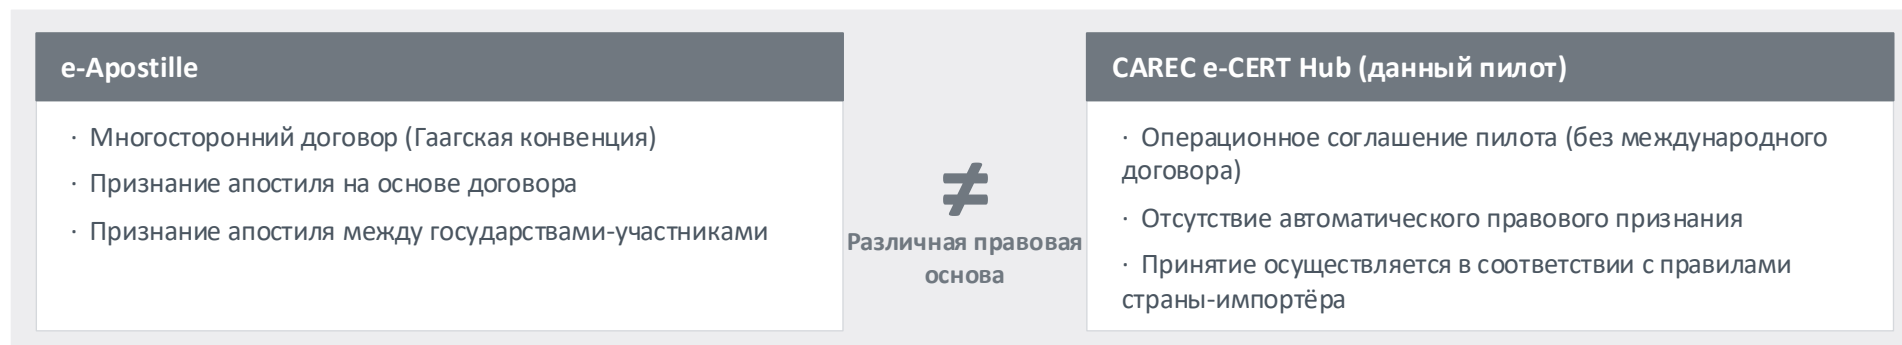 e-Apostille
· Многосторонний договор (Гаагская конвенция)
· Признание апостиля на основе договора
· Признание апостиля между государствами-участниками
≠
Различная правовая
основа
CAREC e-CERT Hub (данный пилот)
· Операционное соглашение пилота (без международного
договора)
· Отсутствие автоматического правового признания
· Принятие осуществляется в соответствии с правилами
страны-импортёра